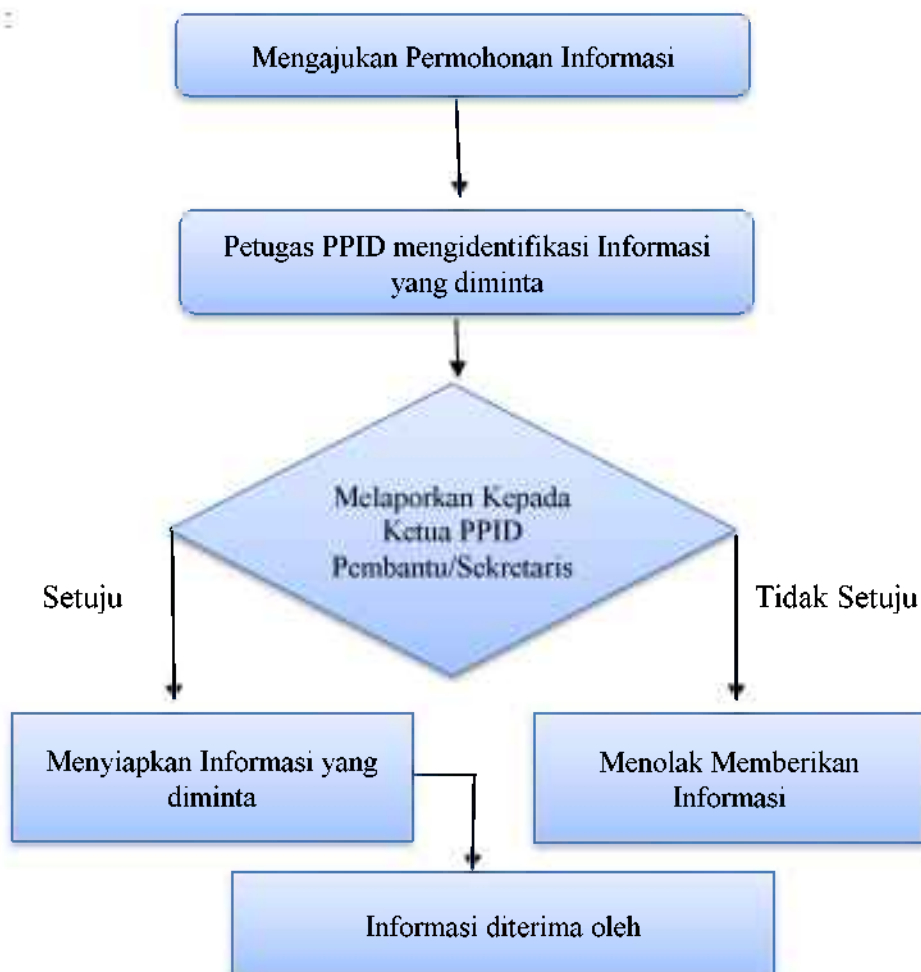 Mengajukan Permohonan Informasi
Petugas PPID mengidentifikasi Informasi
yang diminta
Melaporkan Kepada
Ketua PPID
Pembantu/Sekretaris
Setuju
Tidak Setuju
Menyiapkan Informasi yang
diminta
Menolak Memberikan
Informasi
Informasi diterima oleh